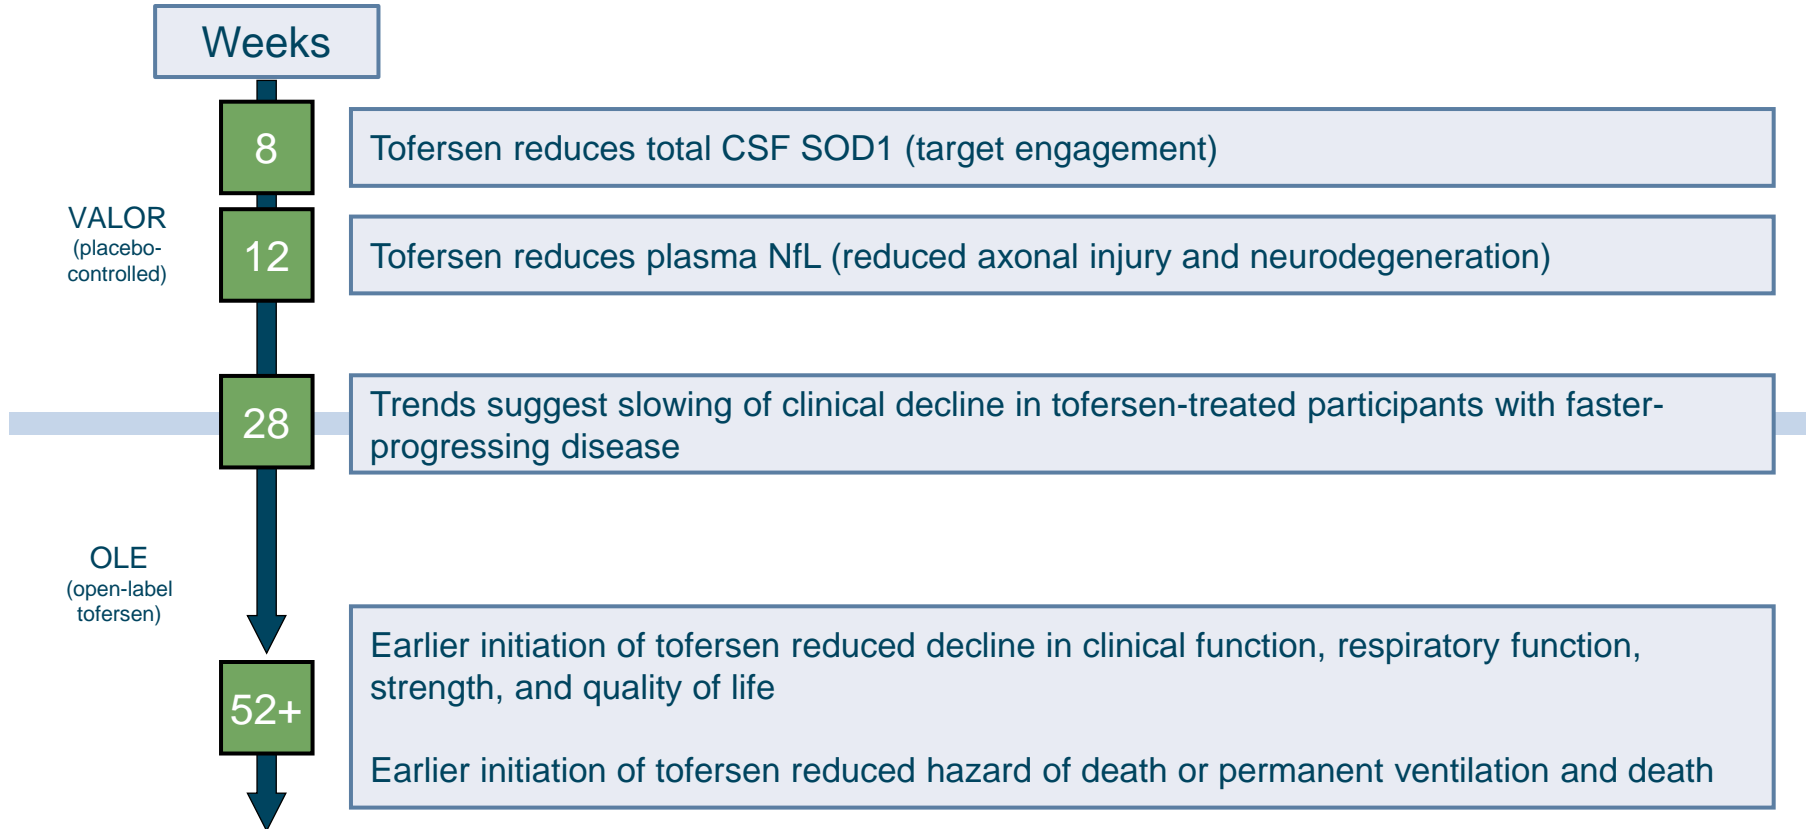 Weeks
8
Tofersen reduces total CSF SOD1 (target engagement)
VALOR
(placebo-
controlled)
12
Tofersen reduces plasma NfL (reduced axonal injury and neurodegeneration)
28
Trends suggest slowing of clinical decline in tofersen-treated participants with faster-
progressing disease
OLE
(open-label
tofersen)
52+
Earlier initiation of tofersen reduced decline in clinical function, respiratory function,
strength, and quality of life
Earlier initiation of tofersen reduced hazard of death or permanent ventilation and death